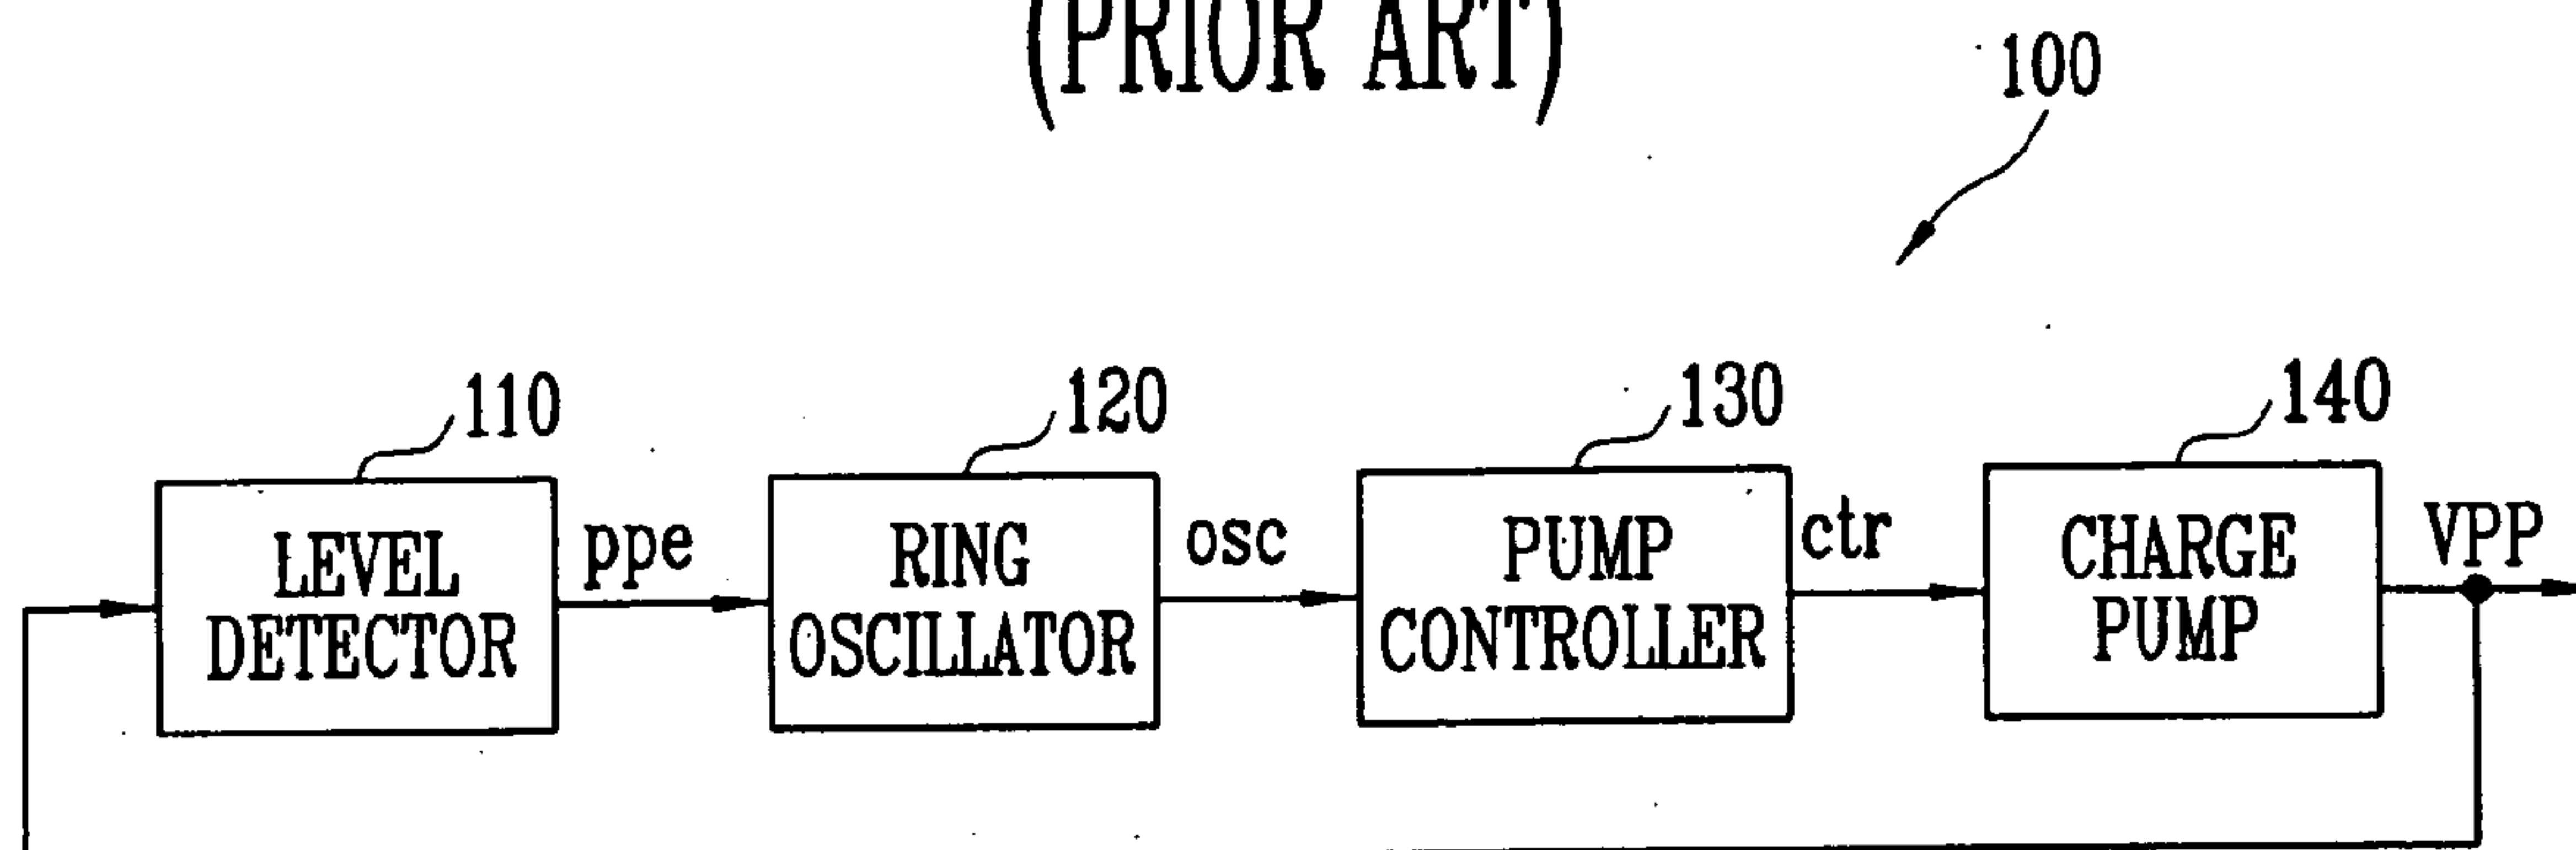 (PRIOR ART)
100
110
120
130
140
LEVEL
DETECTOR
ppe
RING
OSCILLATOR
osc
PUMP
CONTROLLER
ctr
CHARGE
PUMP
VPP